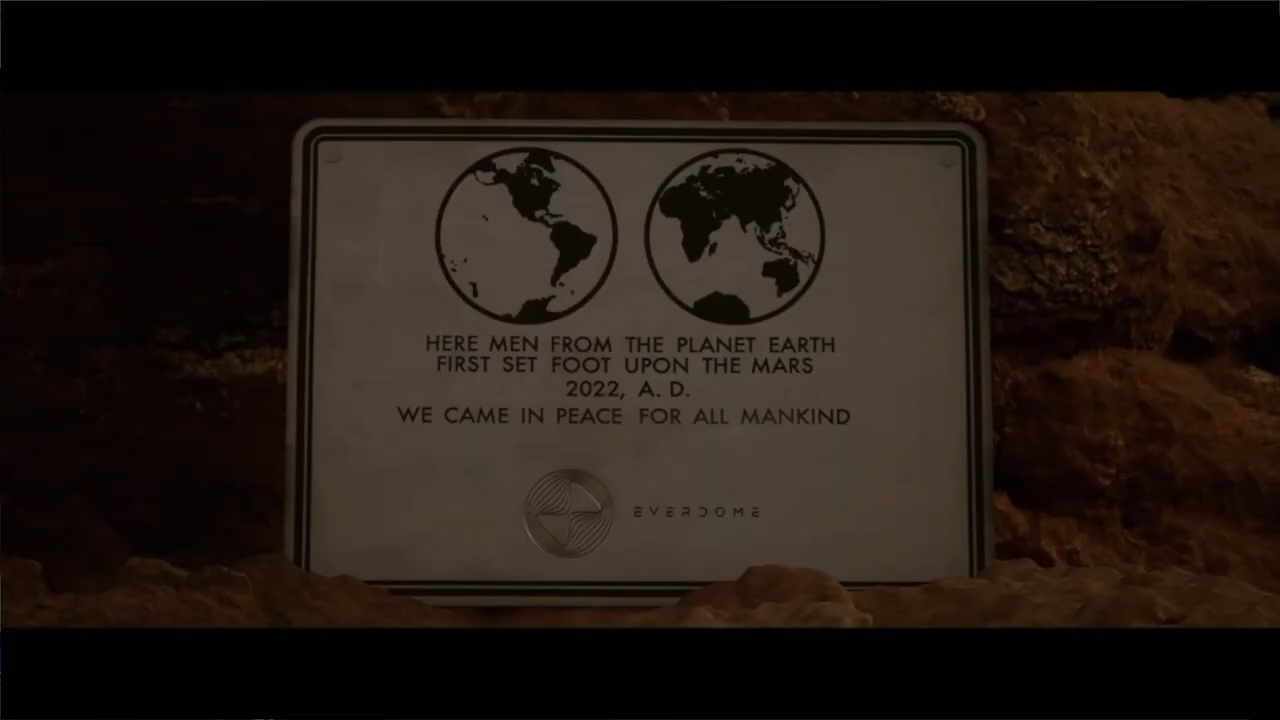 HERE MEN FROM THE PLANET EARTH
FIRST SET FOOT UPON THE MARS
2022, A. D.
WE CAME IN PEACE FOR ALL MANKIND
EVERDOME